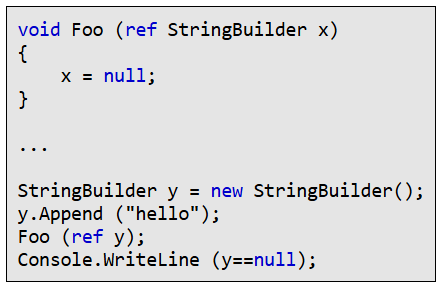 void Foo (ref StringBuilder x)
{
    x = null;
}

...

StringBuilder y = new StringBuilder();
y.Append ("hello");
Foo (ref y);
Console.WriteLine (y==null);